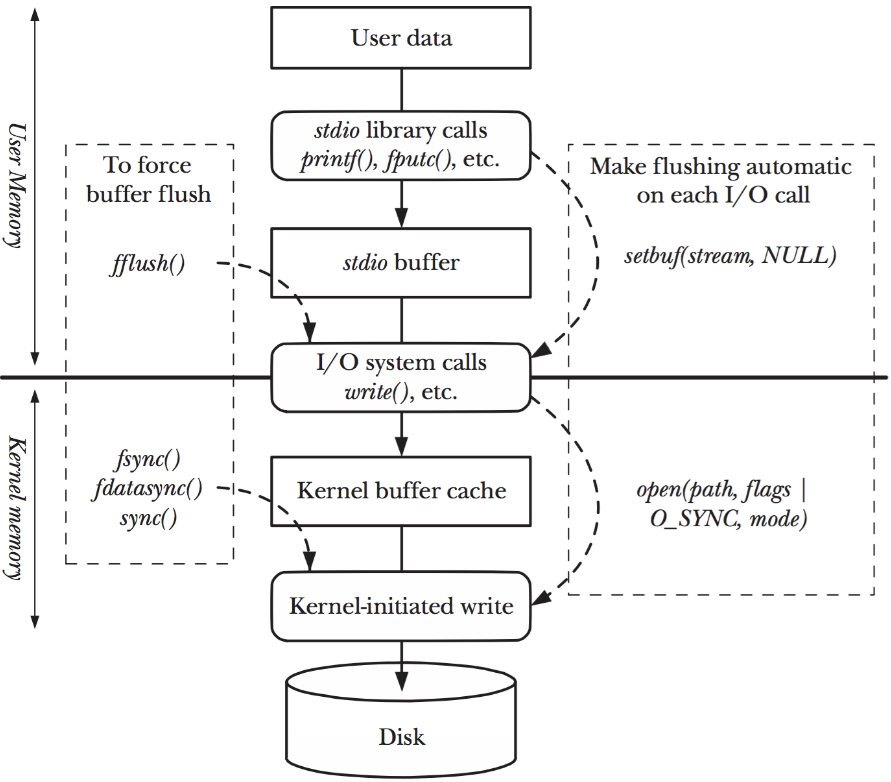 User data
stdio library calls
printf(), fputc(), etc.
To force
buffer flush
Make flushing automatic
on each I/O call
User Memory
fflush()
stdio buffer
setbuf(stream, NULL)
I/O system calls
write(), etc.
Kernel memory
fsync()
fdatasync()
sync()
Kernel buffer cache
open(path, flags |
O_SYNC, mode)
Kernel-initiated write
Disk